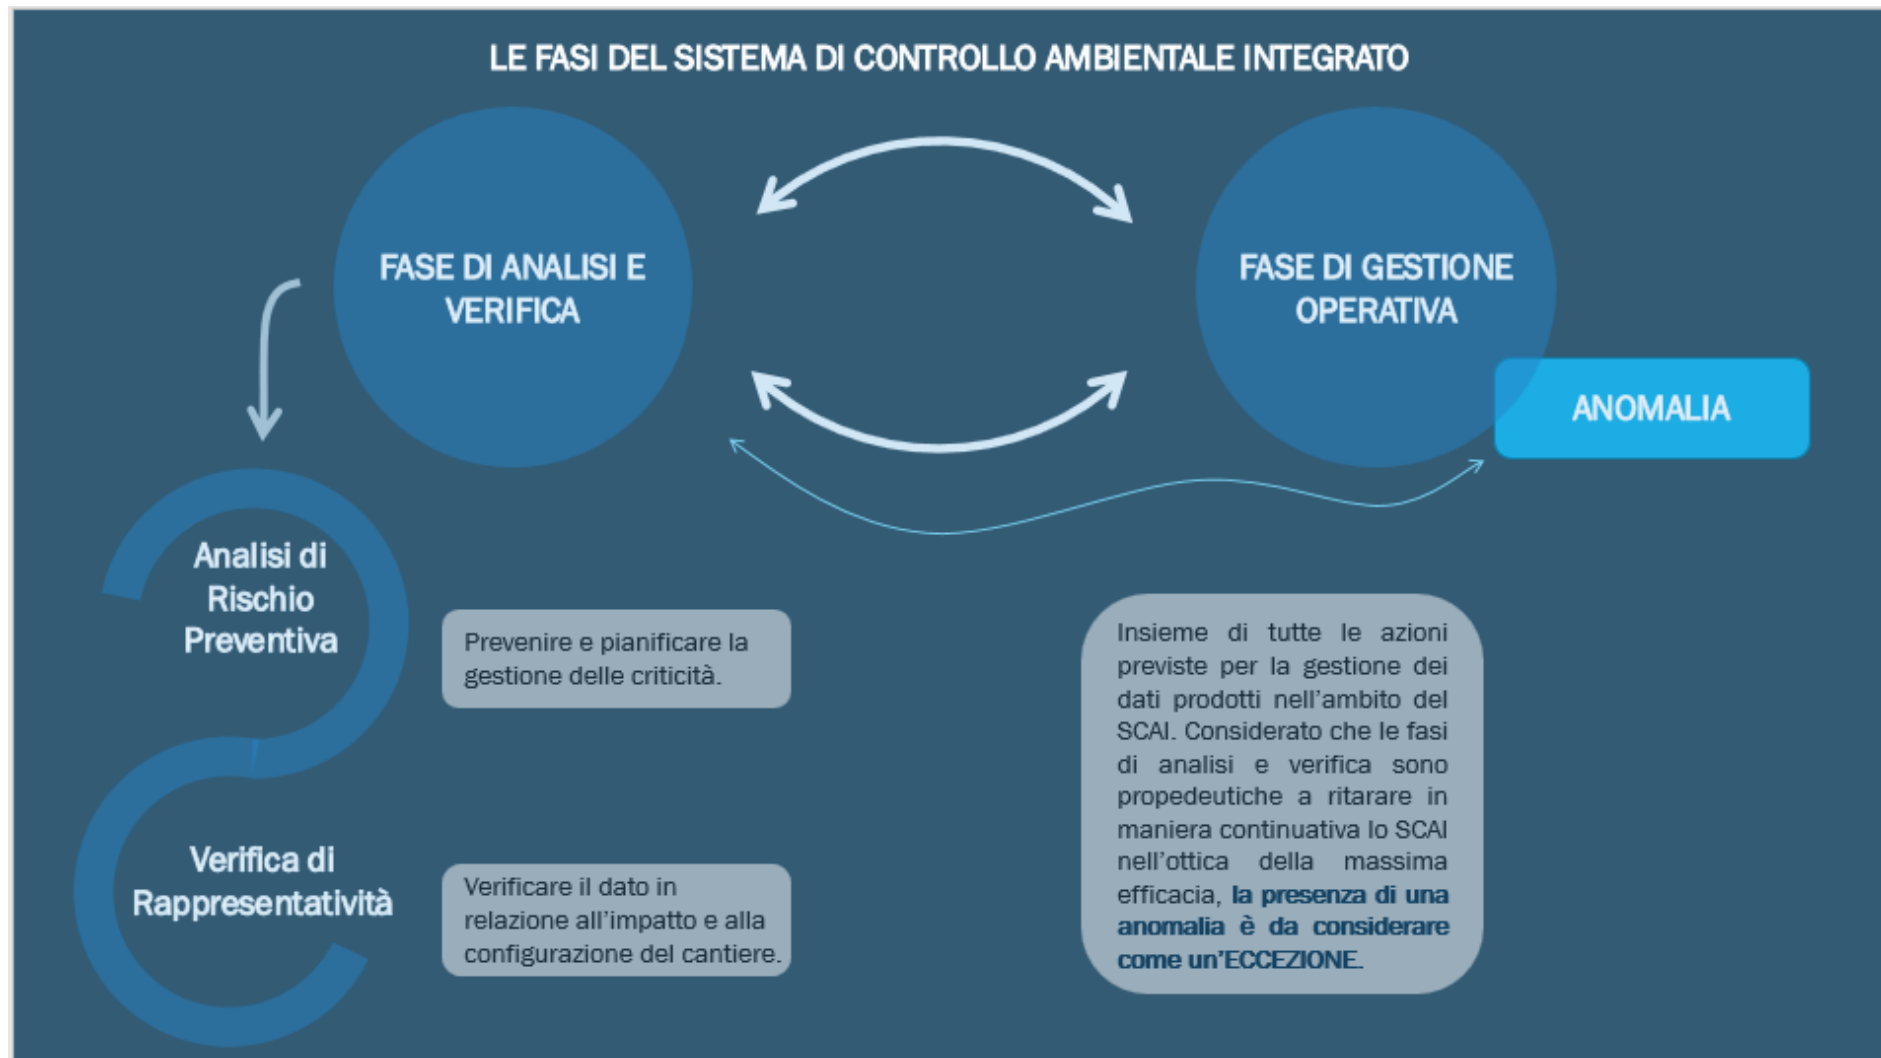 LE FASI DEL SISTEMA DI CONTROLLO AMBIENTALE INTEGRATO
FASE DI ANALISI E
VERIFICA
FASE DI GESTIONE
OPERATIVA
ANOMALIA
Analisi di
Rischio
Preventiva
Prevenire e pianificare la
gestione delle criticità.
Verifica di
Rappresentatività
Verificare il dato in
relazione all'impatto e alla
configurazione del cantiere.
Insieme di tutte le azioni
previste per la gestione dei
dati prodotti nell'ambito del
SCAI. Considerato che le fasi
di analisi e verifica sono
propedeutiche a ritarare in
maniera continuativa lo SCAI
nell'ottica della massima
efficacia, la presenza di una
anomalia è da considerare
come un'ECCEZIONE.